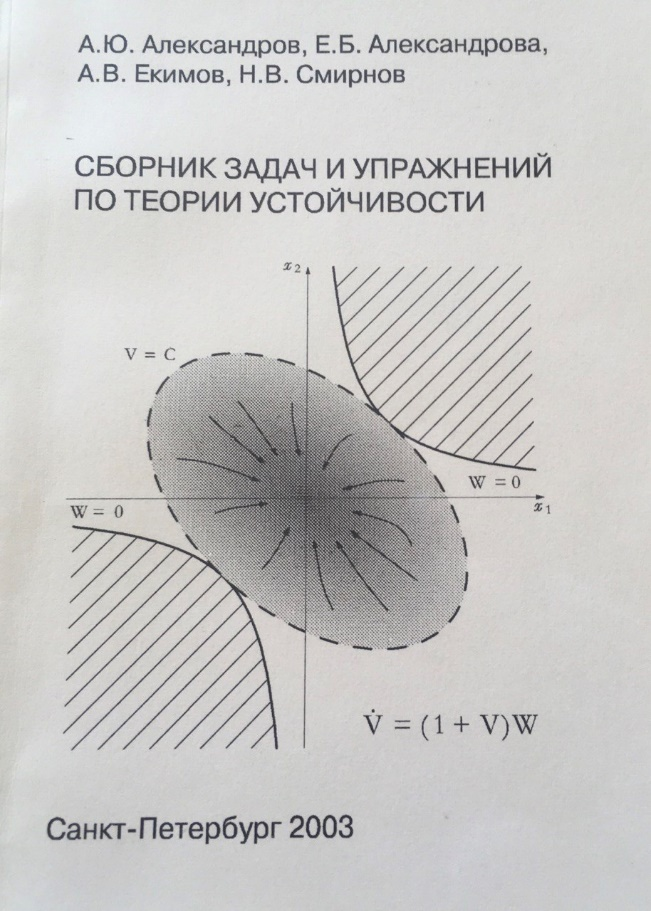 А.Ю. Александров, Е.Б. Александрова,
А.В. Екимов, Н.В. Смирнов
СБОРНИК ЗАДАЧ И УПРАЖНЕНИЙ
ПО ТЕОРИИ УСТОЙЧИВОСТИ
x₂
V = C
W = 0
x₁
W = 0
V̇ = (1 + V)W
Санкт-Петербург 2003